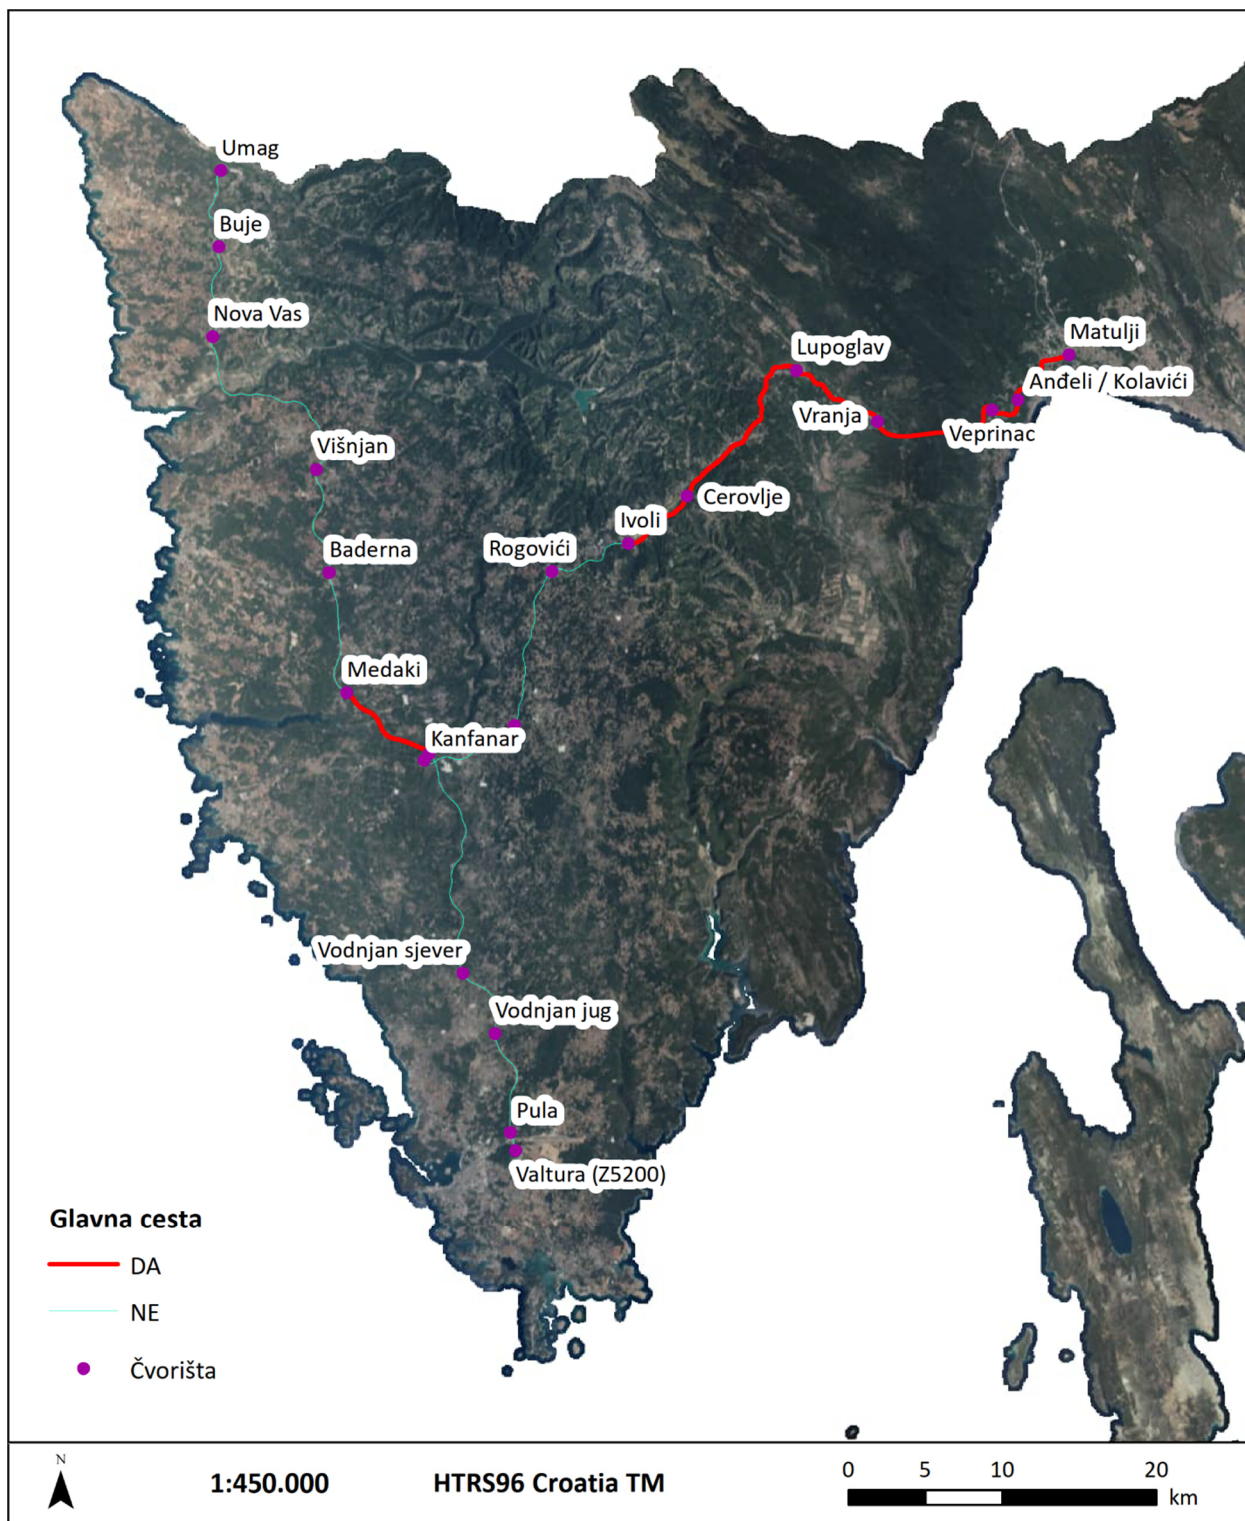 Umag
Buje
Nova Vas
Matulji
Lupoglav
Anđeli / Kolavići
Vranja
Veprinac
Višnjan
Cerovlje
Ivoli
Baderna
Rogovići
Medaki
Kanfanar
Vodnjan sjever
Vodnjan jug
Pula
Valtura (Z5200)
Glavna cesta
DA
NE
Čvorišta
N
1:450.000
HTRS96 Croatia TM
0 5 10 20
km